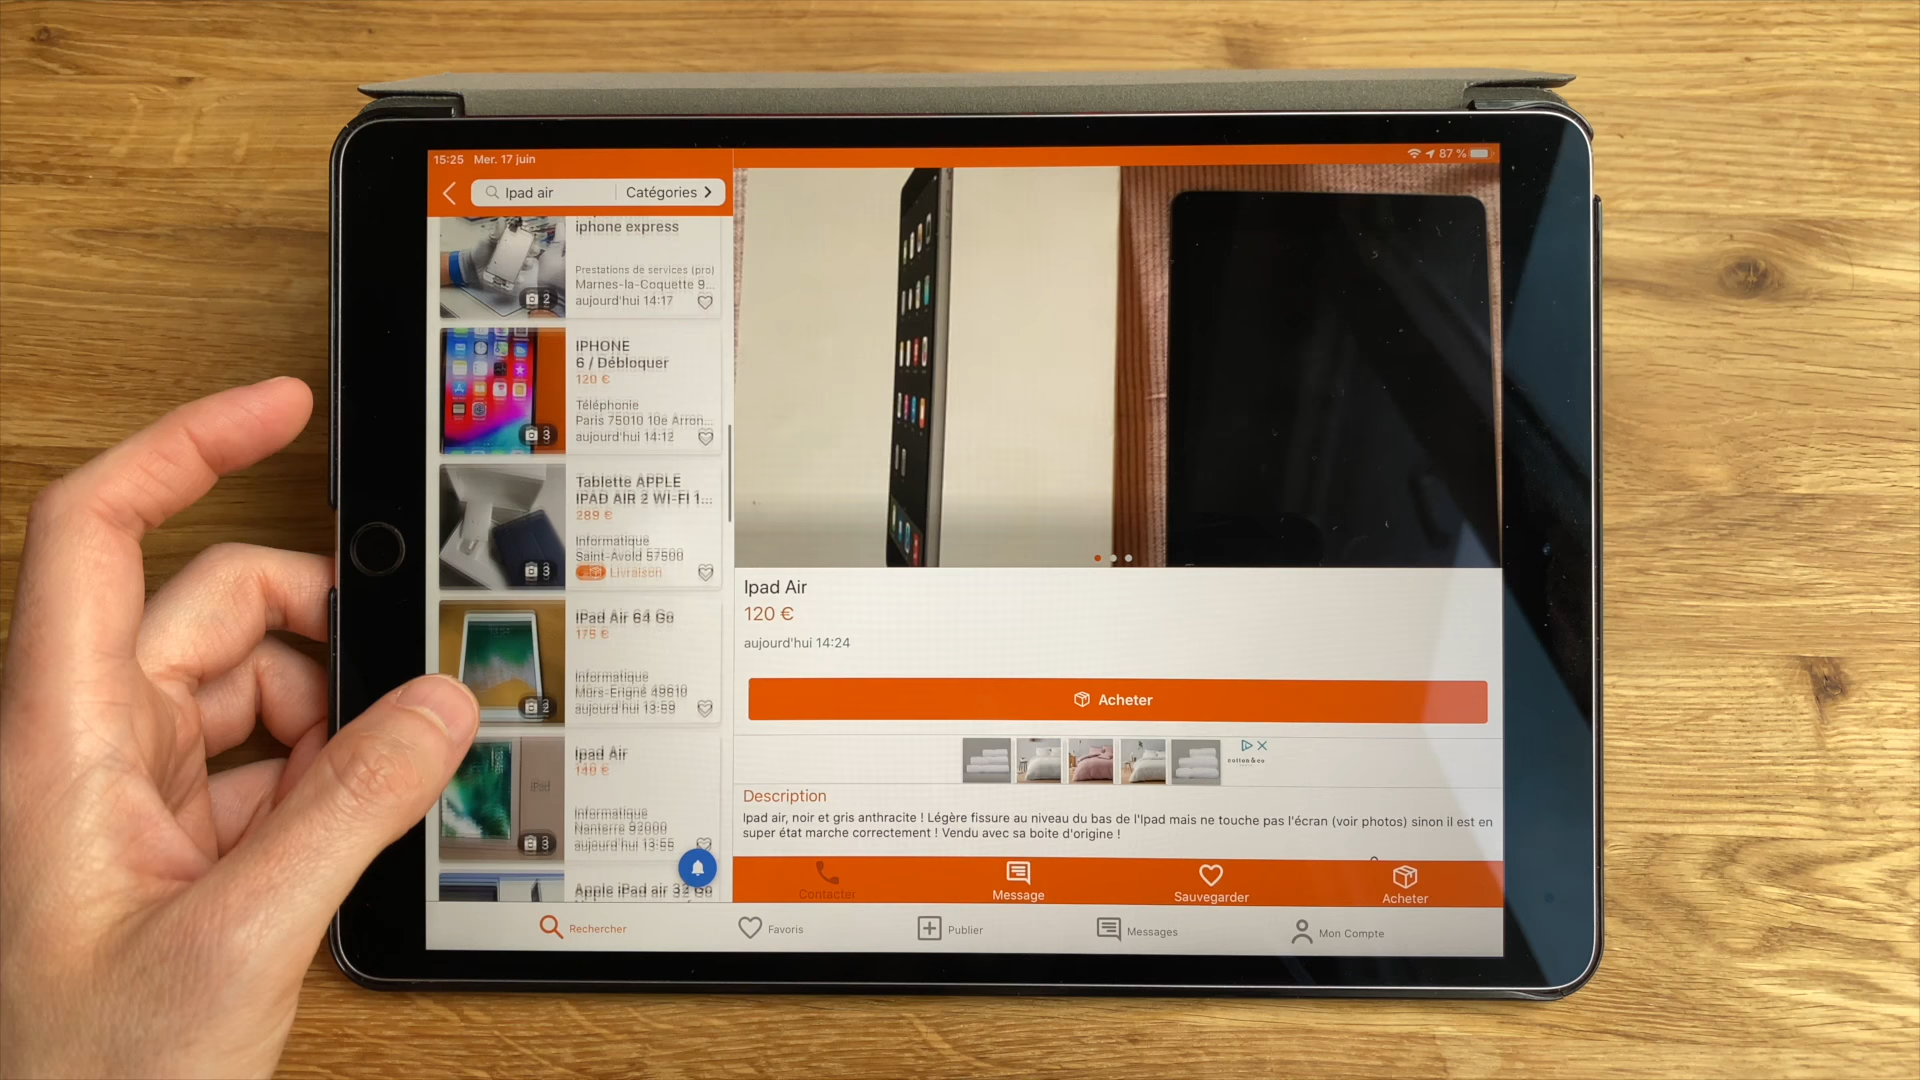 15:25 Mer. 17 juin
87 %
Ipad air
Catégories
iphone express
Prestations de services (pro)
Marnes-la-Coquette 9...
aujourd'hui 14:17
2
IPHONE
6 / Débloquer
120 €
Téléphonie
Paris 75010 10e Arron...
aujourd'hui 14:12
3
Tablette APPLE
IPAD AIR 2 WI-FI 1...
289 €
Informatique
Saint-Avold 57500
Livraison
3
IPad Air 64 Go
175 €
Informatique
Mûrs-Erigné 49610
aujourd'hui 13:59
2
Ipad Air
Informatique
Nanterre 92000
aujourd'hui 13:55
3
iPad
Apple iPad air 32 Go
Ipad Air
120 €
aujourd'hui 14:24
Acheter
cotton&co
Description
Ipad air, noir et gris anthracite ! Légère fissure au niveau du bas de l'Ipad mais ne touche pas l'écran (voir photos) sinon il est en
super état marche correctement ! Vendu avec sa boite d'origine !
Contacter
Message
Sauvegarder
Acheter
Rechercher
Favoris
Publier
Messages
Mon Compte